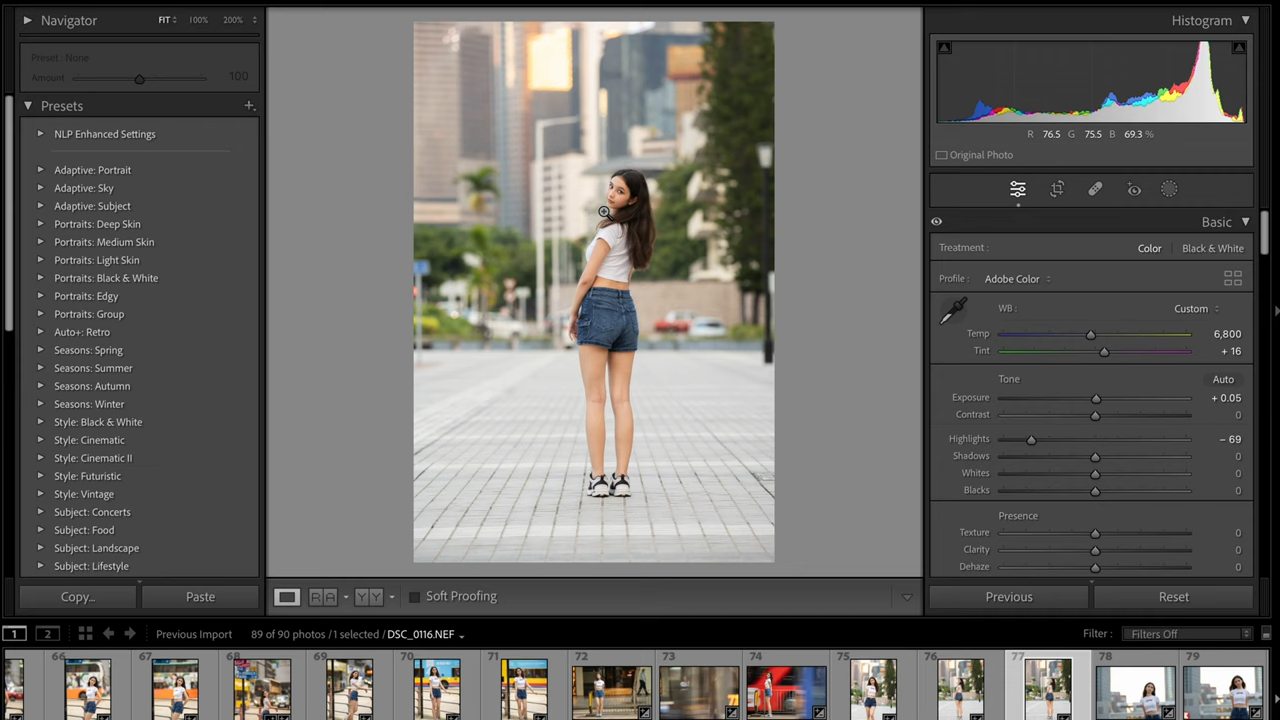 Navigator FIT 100% 200%
Preset : None
Amount 100
Presets
NLP Enhanced Settings
Adaptive: Portrait
Adaptive: Sky
Adaptive: Subject
Portraits: Deep Skin
Portraits: Medium Skin
Portraits: Light Skin
Portraits: Black & White
Portraits: Edgy
Portraits: Group
Auto+: Retro
Seasons: Spring
Seasons: Summer
Seasons: Autumn
Seasons: Winter
Style: Black & White
Style: Cinematic
Style: Cinematic II
Style: Futuristic
Style: Vintage
Subject: Concerts
Subject: Food
Subject: Landscape
Subject: Lifestyle
Copy... Paste
R A Y Y Soft Proofing
Histogram
R 76.5 G 75.5 B 69.3 %
Original Photo
Basic
Treatment : Color Black & White
Profile : Adobe Color
WB : Custom
Temp 6,800
Tint + 16
Tone Auto
Exposure + 0.05
Contrast 0
Highlights – 69
Shadows 0
Whites 0
Blacks 0
Presence
Texture 0
Clarity 0
Dehaze 0
Previous Reset
1 2 Previous Import 89 of 90 photos / 1 selected / DSC_0116.NEF Filter : Filters Off
66 67 68 69 70 71 72 73 74 75 76 77 78 79